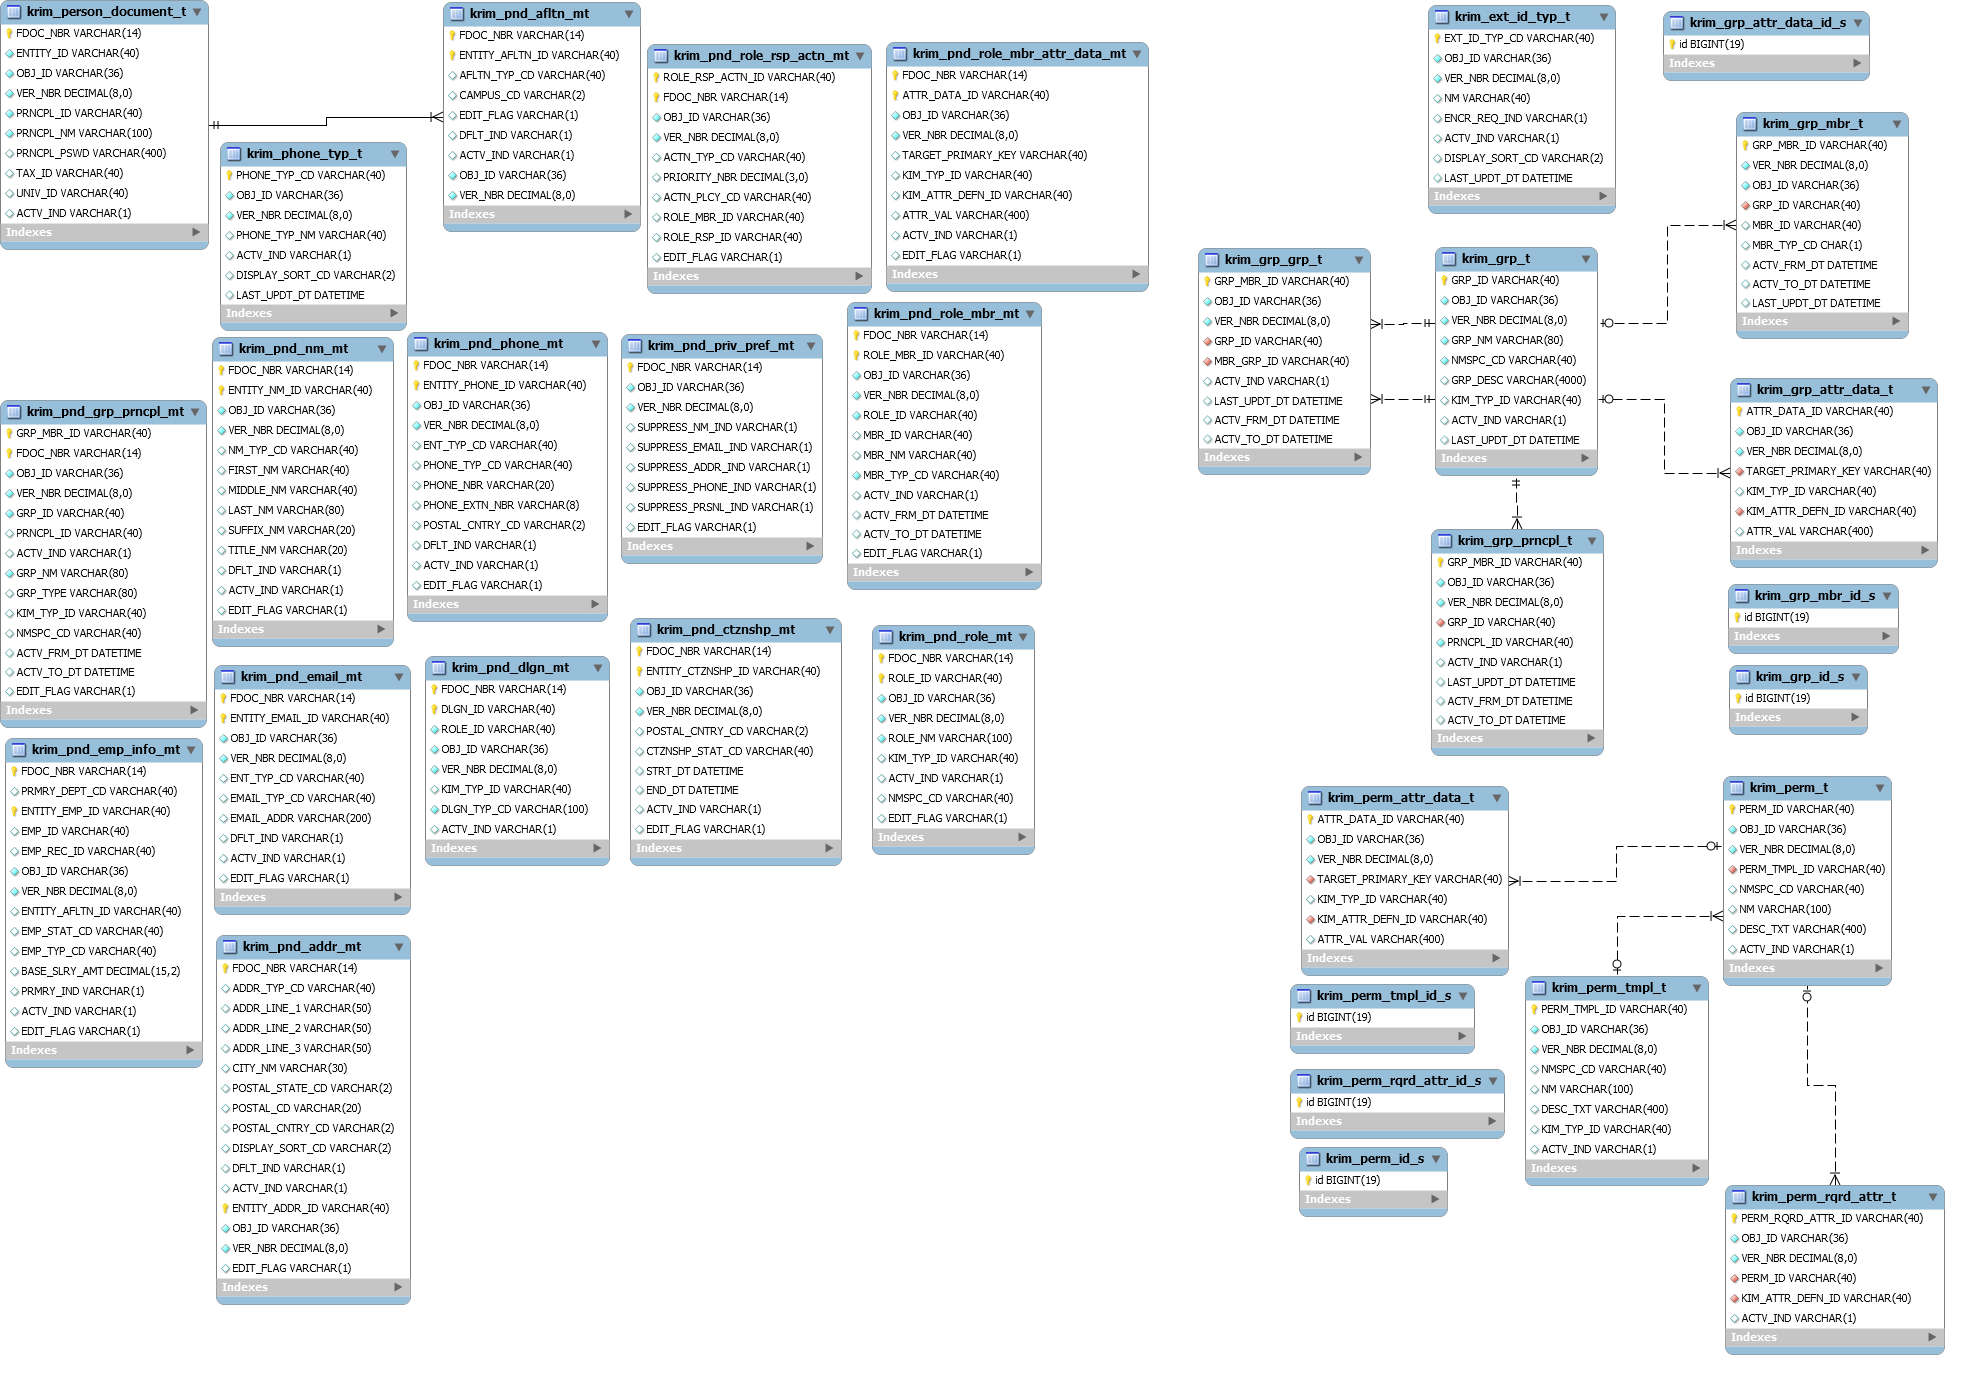 krim_person_document_t
FDOC_NBR VARCHAR(14)
ENTITY_ID VARCHAR(40)
OBJ_ID VARCHAR(36)
VER_NBR DECIMAL(8,0)
PRNCPL_ID VARCHAR(40)
PRNCPL_NM VARCHAR(100)
PRNCPL_PSWD VARCHAR(400)
TAX_ID VARCHAR(40)
UNIV_ID VARCHAR(40)
ACTV_IND VARCHAR(1)
Indexes
krim_phone_typ_t
PHONE_TYP_CD VARCHAR(40)
OBJ_ID VARCHAR(36)
VER_NBR DECIMAL(8,0)
PHONE_TYP_NM VARCHAR(40)
ACTV_IND VARCHAR(1)
DISPLAY_SORT_CD VARCHAR(2)
LAST_UPDT_DT DATETIME
Indexes
krim_pnd_afltn_mt
FDOC_NBR VARCHAR(14)
ENTITY_AFLTN_ID VARCHAR(40)
AFLTN_TYP_CD VARCHAR(40)
CAMPUS_CD VARCHAR(2)
EDIT_FLAG VARCHAR(1)
DFLT_IND VARCHAR(1)
ACTV_IND VARCHAR(1)
OBJ_ID VARCHAR(36)
VER_NBR DECIMAL(8,0)
Indexes
krim_pnd_role_rsp_actn_mt
ROLE_RSP_ACTN_ID VARCHAR(40)
FDOC_NBR VARCHAR(14)
OBJ_ID VARCHAR(36)
VER_NBR DECIMAL(8,0)
ACTN_TYP_CD VARCHAR(40)
PRIORITY_NBR DECIMAL(3,0)
ACTN_PLCY_CD VARCHAR(40)
ROLE_MBR_ID VARCHAR(40)
ROLE_RSP_ID VARCHAR(40)
EDIT_FLAG VARCHAR(1)
Indexes
krim_pnd_role_mbr_attr_data_mt
FDOC_NBR VARCHAR(14)
ATTR_DATA_ID VARCHAR(40)
OBJ_ID VARCHAR(36)
VER_NBR DECIMAL(8,0)
TARGET_PRIMARY_KEY VARCHAR(40)
KIM_TYP_ID VARCHAR(40)
KIM_ATTR_DEFN_ID VARCHAR(40)
ATTR_VAL VARCHAR(400)
ACTV_IND VARCHAR(1)
EDIT_FLAG VARCHAR(1)
Indexes
krim_pnd_grp_prncpl_mt
GRP_MBR_ID VARCHAR(40)
FDOC_NBR VARCHAR(14)
OBJ_ID VARCHAR(36)
VER_NBR DECIMAL(8,0)
GRP_ID VARCHAR(40)
PRNCPL_ID VARCHAR(40)
ACTV_IND VARCHAR(1)
GRP_NM VARCHAR(80)
GRP_TYPE VARCHAR(80)
KIM_TYP_ID VARCHAR(40)
NMSPC_CD VARCHAR(40)
ACTV_FRM_DT DATETIME
ACTV_TO_DT DATETIME
EDIT_FLAG VARCHAR(1)
Indexes
krim_pnd_nm_mt
FDOC_NBR VARCHAR(14)
ENTITY_NM_ID VARCHAR(40)
OBJ_ID VARCHAR(36)
VER_NBR DECIMAL(8,0)
NM_TYP_CD VARCHAR(40)
FIRST_NM VARCHAR(40)
MIDDLE_NM VARCHAR(40)
LAST_NM VARCHAR(80)
SUFFIX_NM VARCHAR(20)
TITLE_NM VARCHAR(20)
DFLT_IND VARCHAR(1)
ACTV_IND VARCHAR(1)
EDIT_FLAG VARCHAR(1)
Indexes
krim_pnd_phone_mt
FDOC_NBR VARCHAR(14)
ENTITY_PHONE_ID VARCHAR(40)
OBJ_ID VARCHAR(36)
VER_NBR DECIMAL(8,0)
ENT_TYP_CD VARCHAR(40)
PHONE_TYP_CD VARCHAR(40)
PHONE_NBR VARCHAR(20)
PHONE_EXTN_NBR VARCHAR(8)
POSTAL_CNTRY_CD VARCHAR(2)
DFLT_IND VARCHAR(1)
ACTV_IND VARCHAR(1)
EDIT_FLAG VARCHAR(1)
Indexes
krim_pnd_priv_pref_mt
FDOC_NBR VARCHAR(14)
OBJ_ID VARCHAR(36)
VER_NBR DECIMAL(8,0)
SUPPRESS_NM_IND VARCHAR(1)
SUPPRESS_EMAIL_IND VARCHAR(1)
SUPPRESS_ADDR_IND VARCHAR(1)
SUPPRESS_PHONE_IND VARCHAR(1)
SUPPRESS_PRSNL_IND VARCHAR(1)
EDIT_FLAG VARCHAR(1)
Indexes
krim_pnd_role_mbr_mt
FDOC_NBR VARCHAR(14)
ROLE_MBR_ID VARCHAR(40)
OBJ_ID VARCHAR(36)
VER_NBR DECIMAL(8,0)
ROLE_ID VARCHAR(40)
MBR_ID VARCHAR(40)
MBR_NM VARCHAR(40)
MBR_TYP_CD VARCHAR(40)
ACTV_IND VARCHAR(1)
ACTV_FRM_DT DATETIME
ACTV_TO_DT DATETIME
EDIT_FLAG VARCHAR(1)
Indexes
krim_pnd_emp_info_mt
FDOC_NBR VARCHAR(14)
PRMRY_DEPT_CD VARCHAR(40)
ENTITY_EMP_ID VARCHAR(40)
EMP_ID VARCHAR(40)
EMP_REC_ID VARCHAR(40)
OBJ_ID VARCHAR(36)
VER_NBR DECIMAL(8,0)
ENTITY_AFLTN_ID VARCHAR(40)
EMP_STAT_CD VARCHAR(40)
EMP_TYP_CD VARCHAR(40)
BASE_SLRY_AMT DECIMAL(15,2)
PRMRY_IND VARCHAR(1)
ACTV_IND VARCHAR(1)
EDIT_FLAG VARCHAR(1)
Indexes
krim_pnd_email_mt
FDOC_NBR VARCHAR(14)
ENTITY_EMAIL_ID VARCHAR(40)
OBJ_ID VARCHAR(36)
VER_NBR DECIMAL(8,0)
ENT_TYP_CD VARCHAR(40)
EMAIL_TYP_CD VARCHAR(40)
EMAIL_ADDR VARCHAR(200)
DFLT_IND VARCHAR(1)
ACTV_IND VARCHAR(1)
EDIT_FLAG VARCHAR(1)
Indexes
krim_pnd_dlgn_mt
FDOC_NBR VARCHAR(14)
DLGN_ID VARCHAR(40)
ROLE_ID VARCHAR(40)
OBJ_ID VARCHAR(36)
VER_NBR DECIMAL(8,0)
KIM_TYP_ID VARCHAR(40)
DLGN_TYP_CD VARCHAR(100)
ACTV_IND VARCHAR(1)
Indexes
krim_pnd_ctznshp_mt
FDOC_NBR VARCHAR(14)
ENTITY_CTZNSHP_ID VARCHAR(40)
OBJ_ID VARCHAR(36)
VER_NBR DECIMAL(8,0)
POSTAL_CNTRY_CD VARCHAR(2)
CTZNSHP_STAT_CD VARCHAR(40)
STRT_DT DATETIME
END_DT DATETIME
ACTV_IND VARCHAR(1)
EDIT_FLAG VARCHAR(1)
Indexes
krim_pnd_role_mt
FDOC_NBR VARCHAR(14)
ROLE_ID VARCHAR(40)
OBJ_ID VARCHAR(36)
VER_NBR DECIMAL(8,0)
ROLE_NM VARCHAR(100)
KIM_TYP_ID VARCHAR(40)
ACTV_IND VARCHAR(1)
NMSPC_CD VARCHAR(40)
EDIT_FLAG VARCHAR(1)
Indexes
krim_pnd_addr_mt
FDOC_NBR VARCHAR(14)
ADDR_TYP_CD VARCHAR(40)
ADDR_LINE_1 VARCHAR(50)
ADDR_LINE_2 VARCHAR(50)
ADDR_LINE_3 VARCHAR(50)
CITY_NM VARCHAR(30)
POSTAL_STATE_CD VARCHAR(2)
POSTAL_CD VARCHAR(20)
POSTAL_CNTRY_CD VARCHAR(2)
DISPLAY_SORT_CD VARCHAR(2)
DFLT_IND VARCHAR(1)
ACTV_IND VARCHAR(1)
ENTITY_ADDR_ID VARCHAR(40)
OBJ_ID VARCHAR(36)
VER_NBR DECIMAL(8,0)
EDIT_FLAG VARCHAR(1)
Indexes
krim_ext_id_typ_t
EXT_ID_TYP_CD VARCHAR(40)
OBJ_ID VARCHAR(36)
VER_NBR DECIMAL(8,0)
NM VARCHAR(40)
ENCR_REQ_IND VARCHAR(1)
ACTV_IND VARCHAR(1)
DISPLAY_SORT_CD VARCHAR(2)
LAST_UPDT_DT DATETIME
Indexes
krim_grp_attr_data_id_s
id BIGINT(19)
Indexes
krim_grp_mbr_t
GRP_MBR_ID VARCHAR(40)
VER_NBR DECIMAL(8,0)
OBJ_ID VARCHAR(36)
GRP_ID VARCHAR(40)
MBR_ID VARCHAR(40)
MBR_TYP_CD CHAR(1)
ACTV_FRM_DT DATETIME
ACTV_TO_DT DATETIME
LAST_UPDT_DT DATETIME
Indexes
krim_grp_grp_t
GRP_MBR_ID VARCHAR(40)
OBJ_ID VARCHAR(36)
VER_NBR DECIMAL(8,0)
GRP_ID VARCHAR(40)
MBR_GRP_ID VARCHAR(40)
ACTV_IND VARCHAR(1)
LAST_UPDT_DT DATETIME
ACTV_FRM_DT DATETIME
ACTV_TO_DT DATETIME
Indexes
krim_grp_t
GRP_ID VARCHAR(40)
OBJ_ID VARCHAR(36)
VER_NBR DECIMAL(8,0)
GRP_NM VARCHAR(80)
NMSPC_CD VARCHAR(40)
GRP_DESC VARCHAR(4000)
KIM_TYP_ID VARCHAR(40)
ACTV_IND VARCHAR(1)
LAST_UPDT_DT DATETIME
Indexes
krim_grp_attr_data_t
ATTR_DATA_ID VARCHAR(40)
OBJ_ID VARCHAR(36)
VER_NBR DECIMAL(8,0)
TARGET_PRIMARY_KEY VARCHAR(40)
KIM_TYP_ID VARCHAR(40)
KIM_ATTR_DEFN_ID VARCHAR(40)
ATTR_VAL VARCHAR(400)
Indexes
krim_grp_prncpl_t
GRP_MBR_ID VARCHAR(40)
OBJ_ID VARCHAR(36)
VER_NBR DECIMAL(8,0)
GRP_ID VARCHAR(40)
PRNCPL_ID VARCHAR(40)
ACTV_IND VARCHAR(1)
LAST_UPDT_DT DATETIME
ACTV_FRM_DT DATETIME
ACTV_TO_DT DATETIME
Indexes
krim_grp_mbr_id_s
id BIGINT(19)
Indexes
krim_grp_id_s
id BIGINT(19)
Indexes
krim_perm_attr_data_t
ATTR_DATA_ID VARCHAR(40)
OBJ_ID VARCHAR(36)
VER_NBR DECIMAL(8,0)
TARGET_PRIMARY_KEY VARCHAR(40)
KIM_TYP_ID VARCHAR(40)
KIM_ATTR_DEFN_ID VARCHAR(40)
ATTR_VAL VARCHAR(400)
Indexes
krim_perm_t
PERM_ID VARCHAR(40)
OBJ_ID VARCHAR(36)
VER_NBR DECIMAL(8,0)
PERM_TMPL_ID VARCHAR(40)
NMSPC_CD VARCHAR(40)
NM VARCHAR(100)
DESC_TXT VARCHAR(400)
ACTV_IND VARCHAR(1)
Indexes
krim_perm_tmpl_id_s
id BIGINT(19)
Indexes
krim_perm_rqrd_attr_id_s
id BIGINT(19)
Indexes
krim_perm_id_s
id BIGINT(19)
Indexes
krim_perm_tmpl_t
PERM_TMPL_ID VARCHAR(40)
OBJ_ID VARCHAR(36)
VER_NBR DECIMAL(8,0)
NMSPC_CD VARCHAR(40)
NM VARCHAR(100)
DESC_TXT VARCHAR(400)
KIM_TYP_ID VARCHAR(40)
ACTV_IND VARCHAR(1)
Indexes
krim_perm_rqrd_attr_t
PERM_RQRD_ATTR_ID VARCHAR(40)
OBJ_ID VARCHAR(36)
VER_NBR DECIMAL(8,0)
PERM_ID VARCHAR(40)
KIM_ATTR_DEFN_ID VARCHAR(40)
ACTV_IND VARCHAR(1)
Indexes